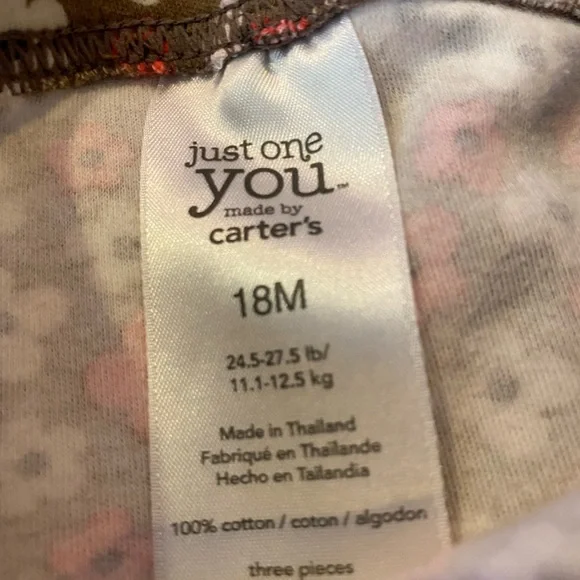 just one
you™
made by
carter's
18M
24.5-27.5 lb/
11.1-12.5 kg
Made in Thailand
Fabriqué en Thaïlande
Hecho en Tailandia
100% cotton / coton / algodon
three pieces